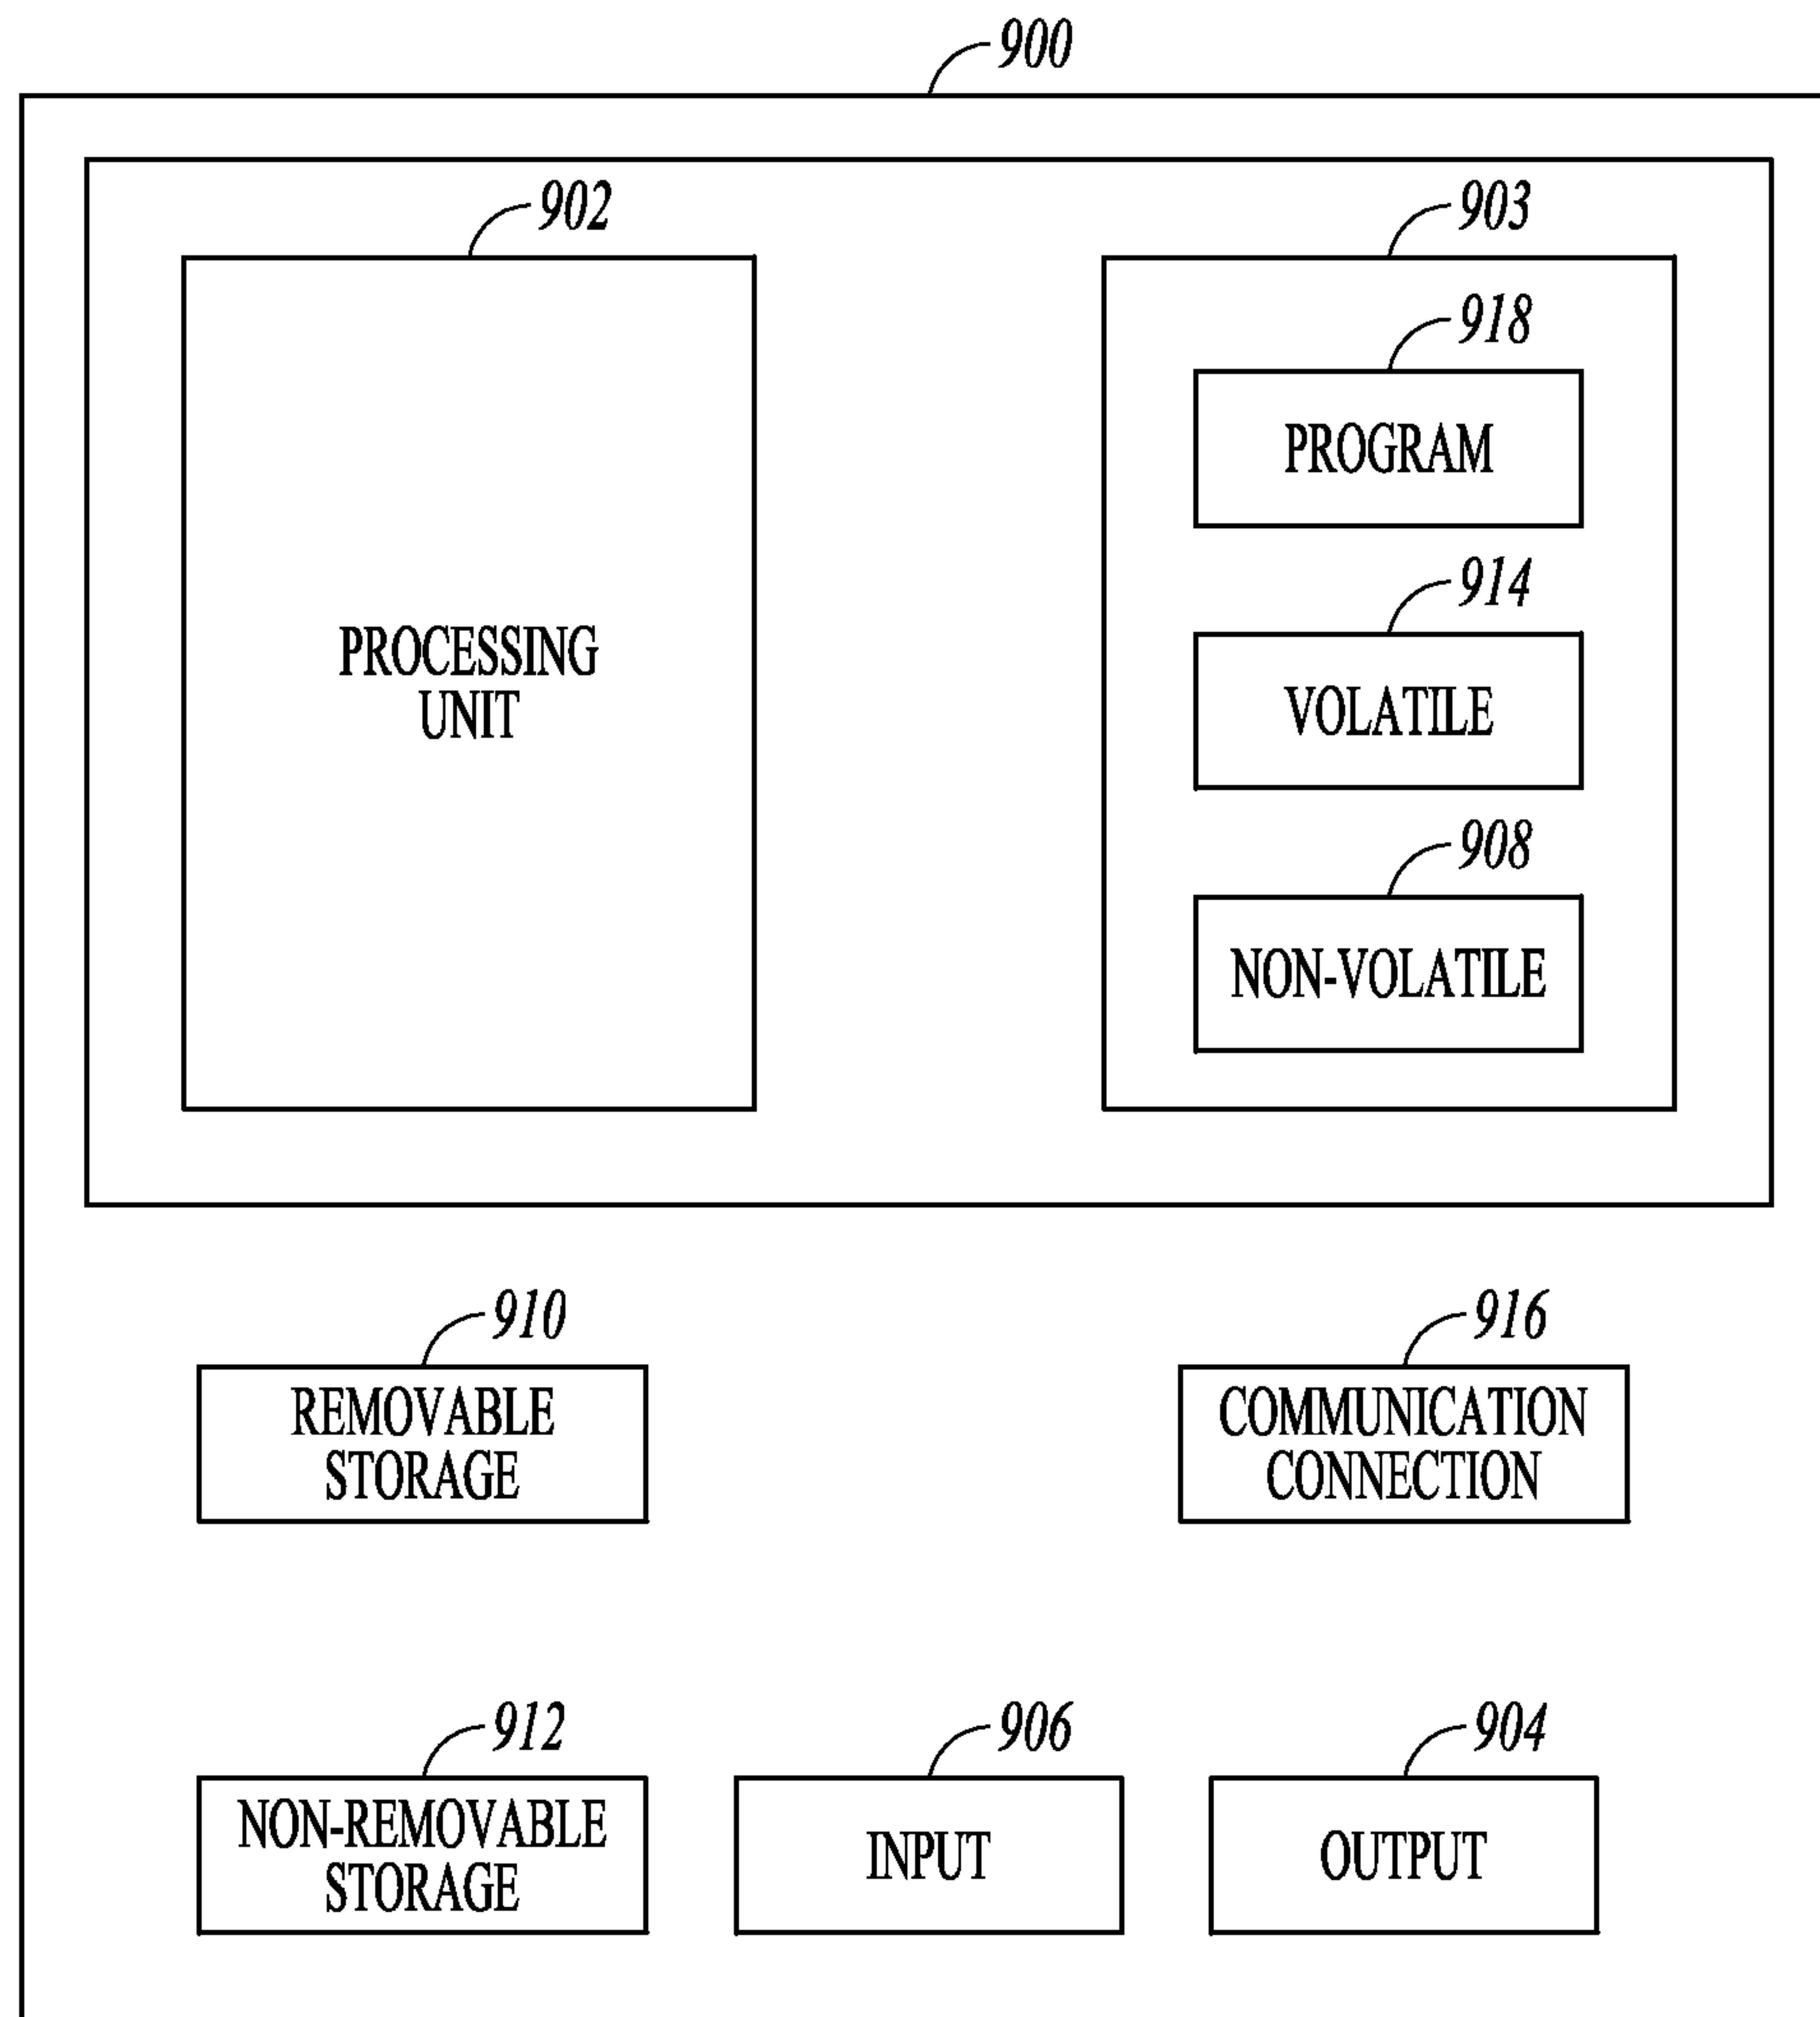 900
902
903
918
PROGRAM
914
PROCESSING
UNIT
VOLATILE
908
NON-VOLATILE
910
916
REMOVABLE
STORAGE
COMMUNICATION
CONNECTION
912
906
904
NON-REMOVABLE
STORAGE
INPUT
OUTPUT